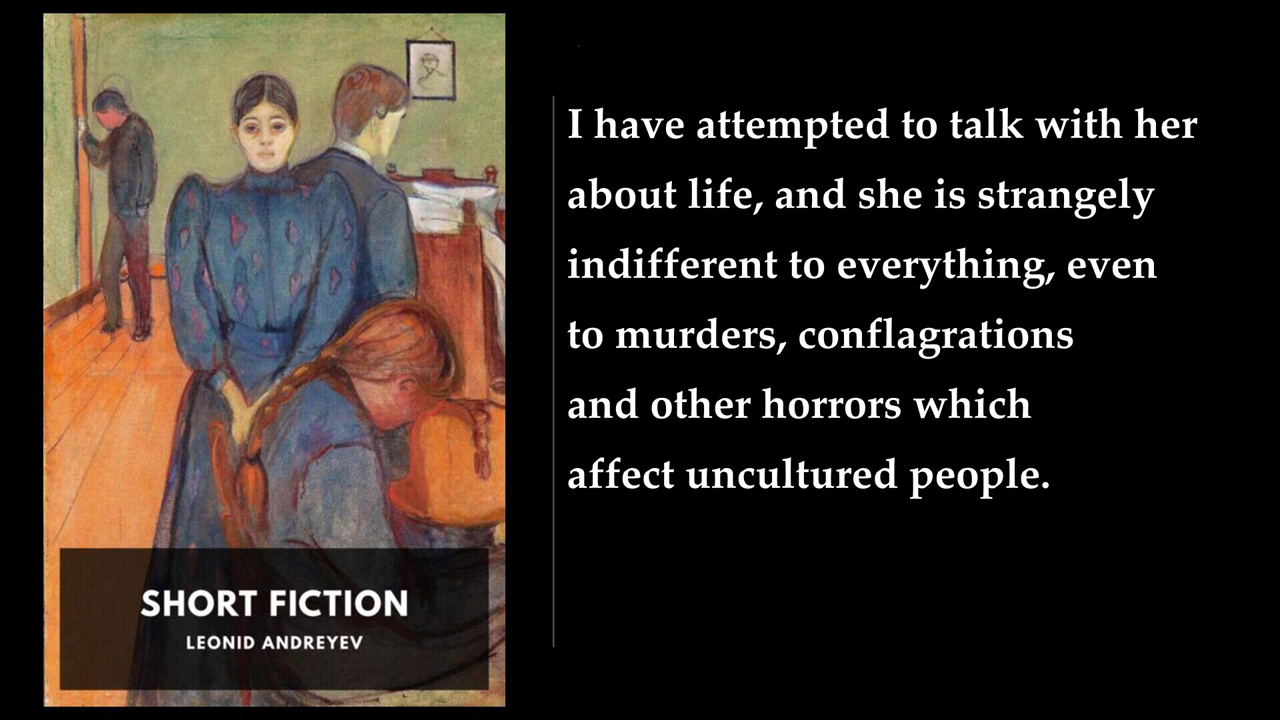 SHORT FICTION
LEONID ANDREYEV
I have attempted to talk with her
about life, and she is strangely
indifferent to everything, even
to murders, conflagrations
and other horrors which
affect uncultured people.